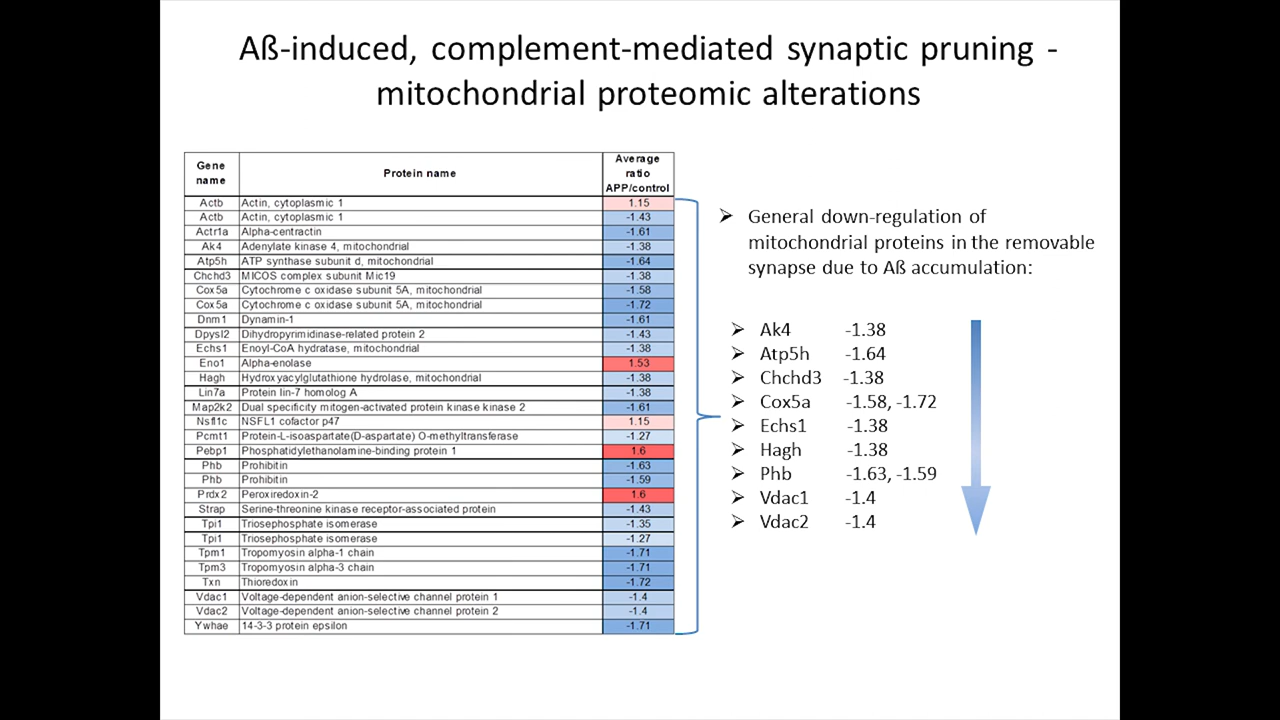 Aß-induced, complement-mediated synaptic pruning -
mitochondrial proteomic alterations
Gene name Protein name Average ratio APP/control
Actb Actin, cytoplasmic 1 1.15
Actb Actin, cytoplasmic 1 -1.43
Actr1a Alpha-centractin -1.61
Ak4 Adenylate kinase 4, mitochondrial -1.38
Atp5h ATP synthase subunit d, mitochondrial -1.64
Chchd3 MICOS complex subunit Mic19 -1.38
Cox5a Cytochrome c oxidase subunit 5A, mitochondrial -1.58
Cox5a Cytochrome c oxidase subunit 5A, mitochondrial -1.72
Dnm1 Dynamin-1 -1.61
Dpysl2 Dihydropyrimidinase-related protein 2 -1.43
Echs1 Enoyl-CoA hydratase, mitochondrial -1.38
Eno1 Alpha-enolase 1.53
Hagh Hydroxyacylglutathione hydrolase, mitochondrial -1.38
Lin7a Protein lin-7 homolog A -1.38
Map2k2 Dual specificity mitogen-activated protein kinase kinase 2 -1.61
Nsfl1c NSFL1 cofactor p47 1.15
Pcmt1 Protein-L-isoaspartate(D-aspartate) O-methyltransferase -1.27
Pebp1 Phosphatidylethanolamine-binding protein 1 1.6
Phb Prohibitin -1.63
Phb Prohibitin -1.59
Prdx2 Peroxiredoxin-2 1.6
Strap Serine-threonine kinase receptor-associated protein -1.43
Tpi1 Triosephosphate isomerase -1.35
Tpi1 Triosephosphate isomerase -1.27
Tpm1 Tropomyosin alpha-1 chain -1.71
Tpm3 Tropomyosin alpha-3 chain -1.71
Txn Thioredoxin -1.72
Vdac1 Voltage-dependent anion-selective channel protein 1 -1.4
Vdac2 Voltage-dependent anion-selective channel protein 2 -1.4
Ywhae 14-3-3 protein epsilon -1.71
➢ General down-regulation of
mitochondrial proteins in the removable
synapse due to Aß accumulation:
➢ Ak4 -1.38
➢ Atp5h -1.64
➢ Chchd3 -1.38
➢ Cox5a -1.58, -1.72
➢ Echs1 -1.38
➢ Hagh -1.38
➢ Phb -1.63, -1.59
➢ Vdac1 -1.4
➢ Vdac2 -1.4